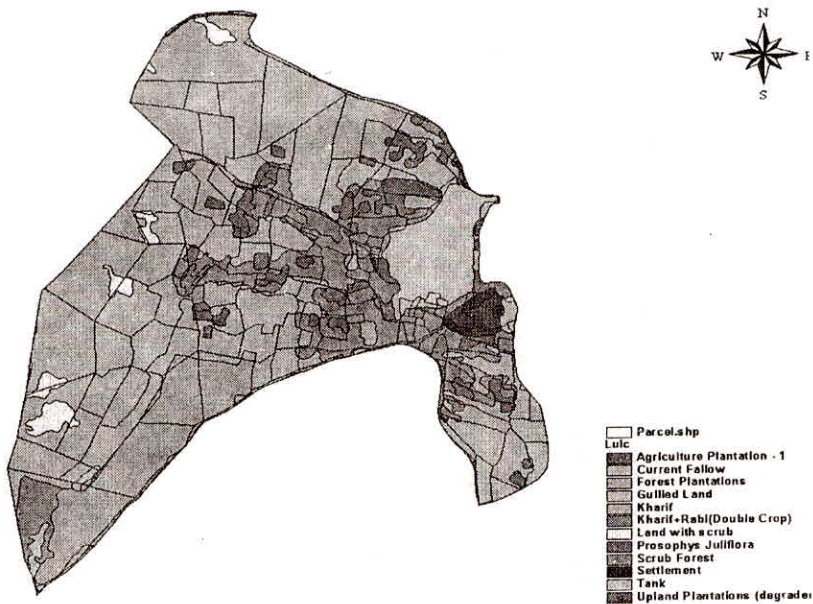 N
W E
S
Parcel.shp
Lulc
Agriculture Plantation - 1
Current Fallow
Forest Plantations
Gullied Land
Kharif
Kharif+Rabi(Double Crop)
Land with scrub
Prosophys Juliflora
Scrub Forest
Settlement
Tank
Upland Plantations (degrade